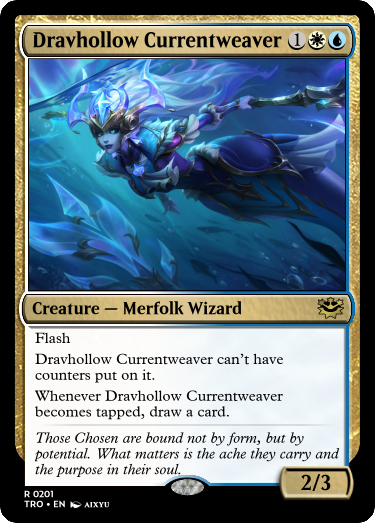 Dravhollow Currentweaver 1
Creature — Merfolk Wizard
Flash
Dravhollow Currentweaver can't have
counters put on it.
Whenever Dravhollow Currentweaver
becomes tapped, draw a card.
Those Chosen are bound not by form, but by
potential. What matters is the ache they carry and
the purpose in their soul.
2/3
R 0201
TRO • EN AIXYU